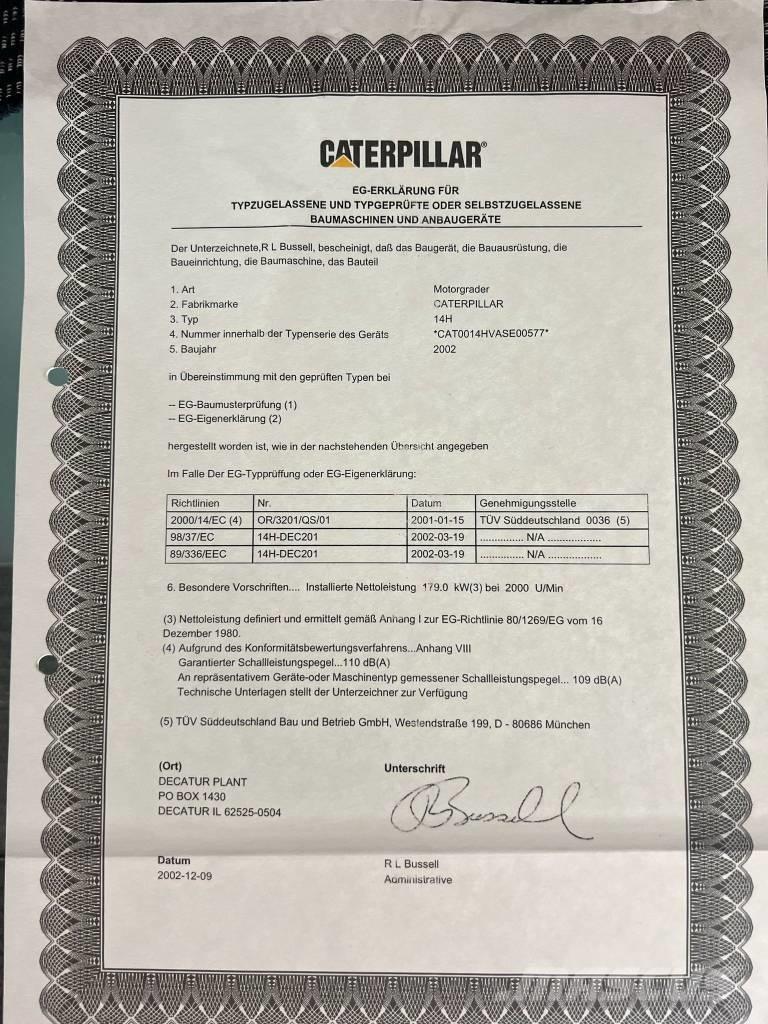 CATERPILLAR®
EG-ERKLÄRUNG FÜR
TYPZUGELASSENE UND TYPGEPRÜFTE ODER SELBSTZUGELASSENE
BAUMASCHINEN UND ANBAUGERÄTE
Der Unterzeichnete,R L Bussell, bescheinigt, daß das Baugerät, die Bauausrüstung, die
Baueinrichtung, die Baumaschine, das Bauteil
1. Art Motorgrader
2. Fabrikmarke CATERPILLAR
3. Typ 14H
4. Nummer innerhalb der Typenserie des Geräts *CAT0014HVASE00577*
5. Baujahr 2002
in Übereinstimmung mit den geprüften Typen bei
-- EG-Baumusterprüfung (1)
-- EG-Eigenerklärung (2)
hergestellt worden ist, wie in der nachstehenden Übersicht angegeben
Im Falle Der EG-Typprüffung oder EG-Eigenerklärung:
Richtlinien Nr. Datum Genehmigungsstelle
2000/14/EC (4) OR/3201/QS/01 2001-01-15 TÜV Süddeutschland 0036 (5)
98/37/EC 14H-DEC201 2002-03-19 ............... N/A ..................
89/336/EEC 14H-DEC201 2002-03-19 ............... N/A ..................
6. Besondere Vorschriften.... Installierte Nettoleistung 179.0 kW(3) bei 2000 U/Min
(3) Nettoleistung definiert und ermittelt gemäß Anhang I zur EG-Richtlinie 80/1269/EG vom 16
Dezember 1980.
(4) Aufgrund des Konformitätsbewertungsverfahrens...Anhang VIII
Garantierter Schallleistungspegel...110 dB(A)
An repräsentativem Geräte-oder Maschinentyp gemessener Schallleistungspegel... 109 dB(A)
Technische Unterlagen stellt der Unterzeichner zur Verfügung
(5) TÜV Süddeutschland Bau und Betrieb GmbH, Westendstraße 199, D - 80686 München
(Ort) Unterschrift
DECATUR PLANT
PO BOX 1430
DECATUR IL 62525-0504
R Bussell
Datum R L Bussell
2002-12-09 Administrative